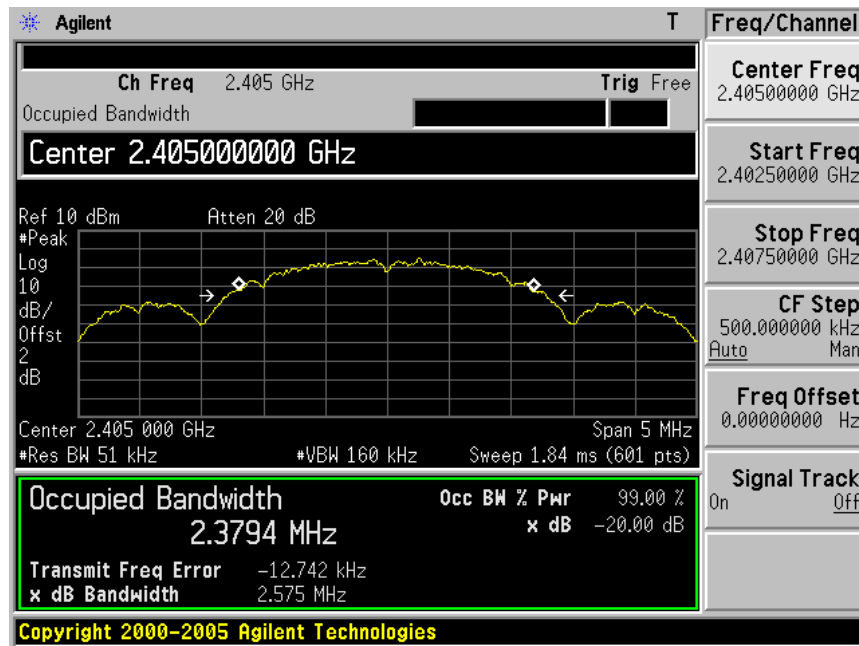 Agilent T
Ch Freq 2.405 GHz Trig Free
Occupied Bandwidth
Center 2.405000000 GHz
Ref 10 dBm Atten 20 dB
#Peak
Log
10
dB/
Offst
2
dB
Center 2.405 000 GHz Span 5 MHz
#Res BW 51 kHz #VBW 160 kHz Sweep 1.84 ms (601 pts)
Occupied Bandwidth Occ BW % Pwr 99.00 %
2.3794 MHz x dB -20.00 dB
Transmit Freq Error -12.742 kHz
x dB Bandwidth 2.575 MHz
Copyright 2000-2005 Agilent Technologies
Freq/Channel
Center Freq
2.40500000 GHz
Start Freq
2.40250000 GHz
Stop Freq
2.40750000 GHz
CF Step
500.000000 kHz
Auto Man
Freq Offset
0.00000000 Hz
Signal Track
On Off